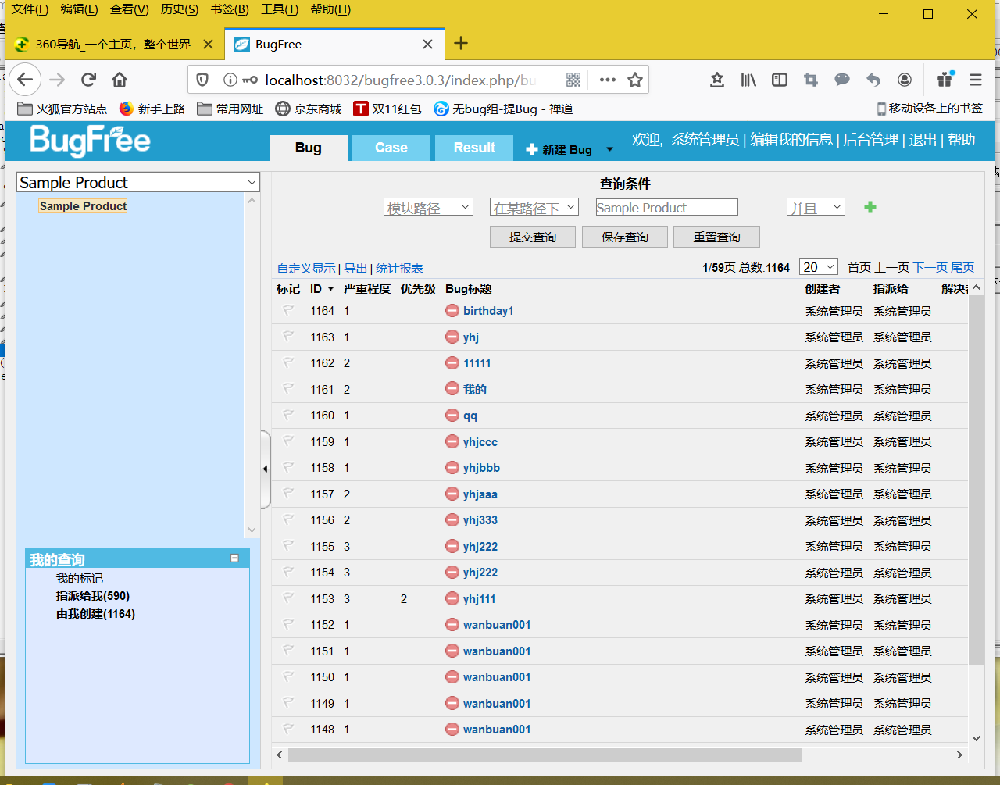 文件(F) 编辑(E) 查看(V) 历史(S) 书签(B) 工具(T) 帮助(H)
360导航_一个主页，整个世界
BugFree
localhost:8032/bugfree3.0.3/index.php/bu
火狐官方站点 新手上路 常用网址 京东商城 双11红包 无bug组-提Bug - 禅道 移动设备上的书签
BugFree
Bug Case Result 新建 Bug
欢迎, 系统管理员 | 编辑我的信息 | 后台管理 | 退出 | 帮助
Sample Product
Sample Product
查询条件
模块路径 在某路径下 Sample Product 并且
提交查询 保存查询 重置查询
自定义显示 | 导出 | 统计报表
1/59页 总数:1164 20 首页 上一页 下一页 尾页
标记 ID 严重程度 优先级 Bug标题 创建者 指派给 解决者
1164 1 birthday1 系统管理员 系统管理员
1163 1 yhj 系统管理员 系统管理员
1162 2 11111 系统管理员 系统管理员
1161 2 我的 系统管理员 系统管理员
1160 1 qq 系统管理员 系统管理员
1159 1 yhjccc 系统管理员 系统管理员
1158 1 yhjbbb 系统管理员 系统管理员
1157 2 yhjaaa 系统管理员 系统管理员
1156 2 yhj333 系统管理员 系统管理员
1155 3 yhj222 系统管理员 系统管理员
1154 3 yhj222 系统管理员 系统管理员
1153 3 2 yhj111 系统管理员 系统管理员
1152 1 wanbuan001 系统管理员 系统管理员
1151 1 wanbuan001 系统管理员 系统管理员
1150 1 wanbuan001 系统管理员 系统管理员
1149 1 wanbuan001 系统管理员 系统管理员
1148 1 wanbuan001 系统管理员 系统管理员
我的查询
我的标记
指派给我(590)
由我创建(1164)